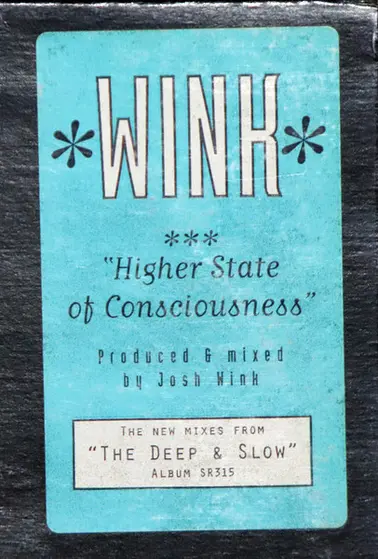 *WINK*
***
"Higher State
of Consciousness"
Produced & mixed
by Josh Wink
THE NEW MIXES FROM
"THE DEEP & SLOW"
ALBUM SR315